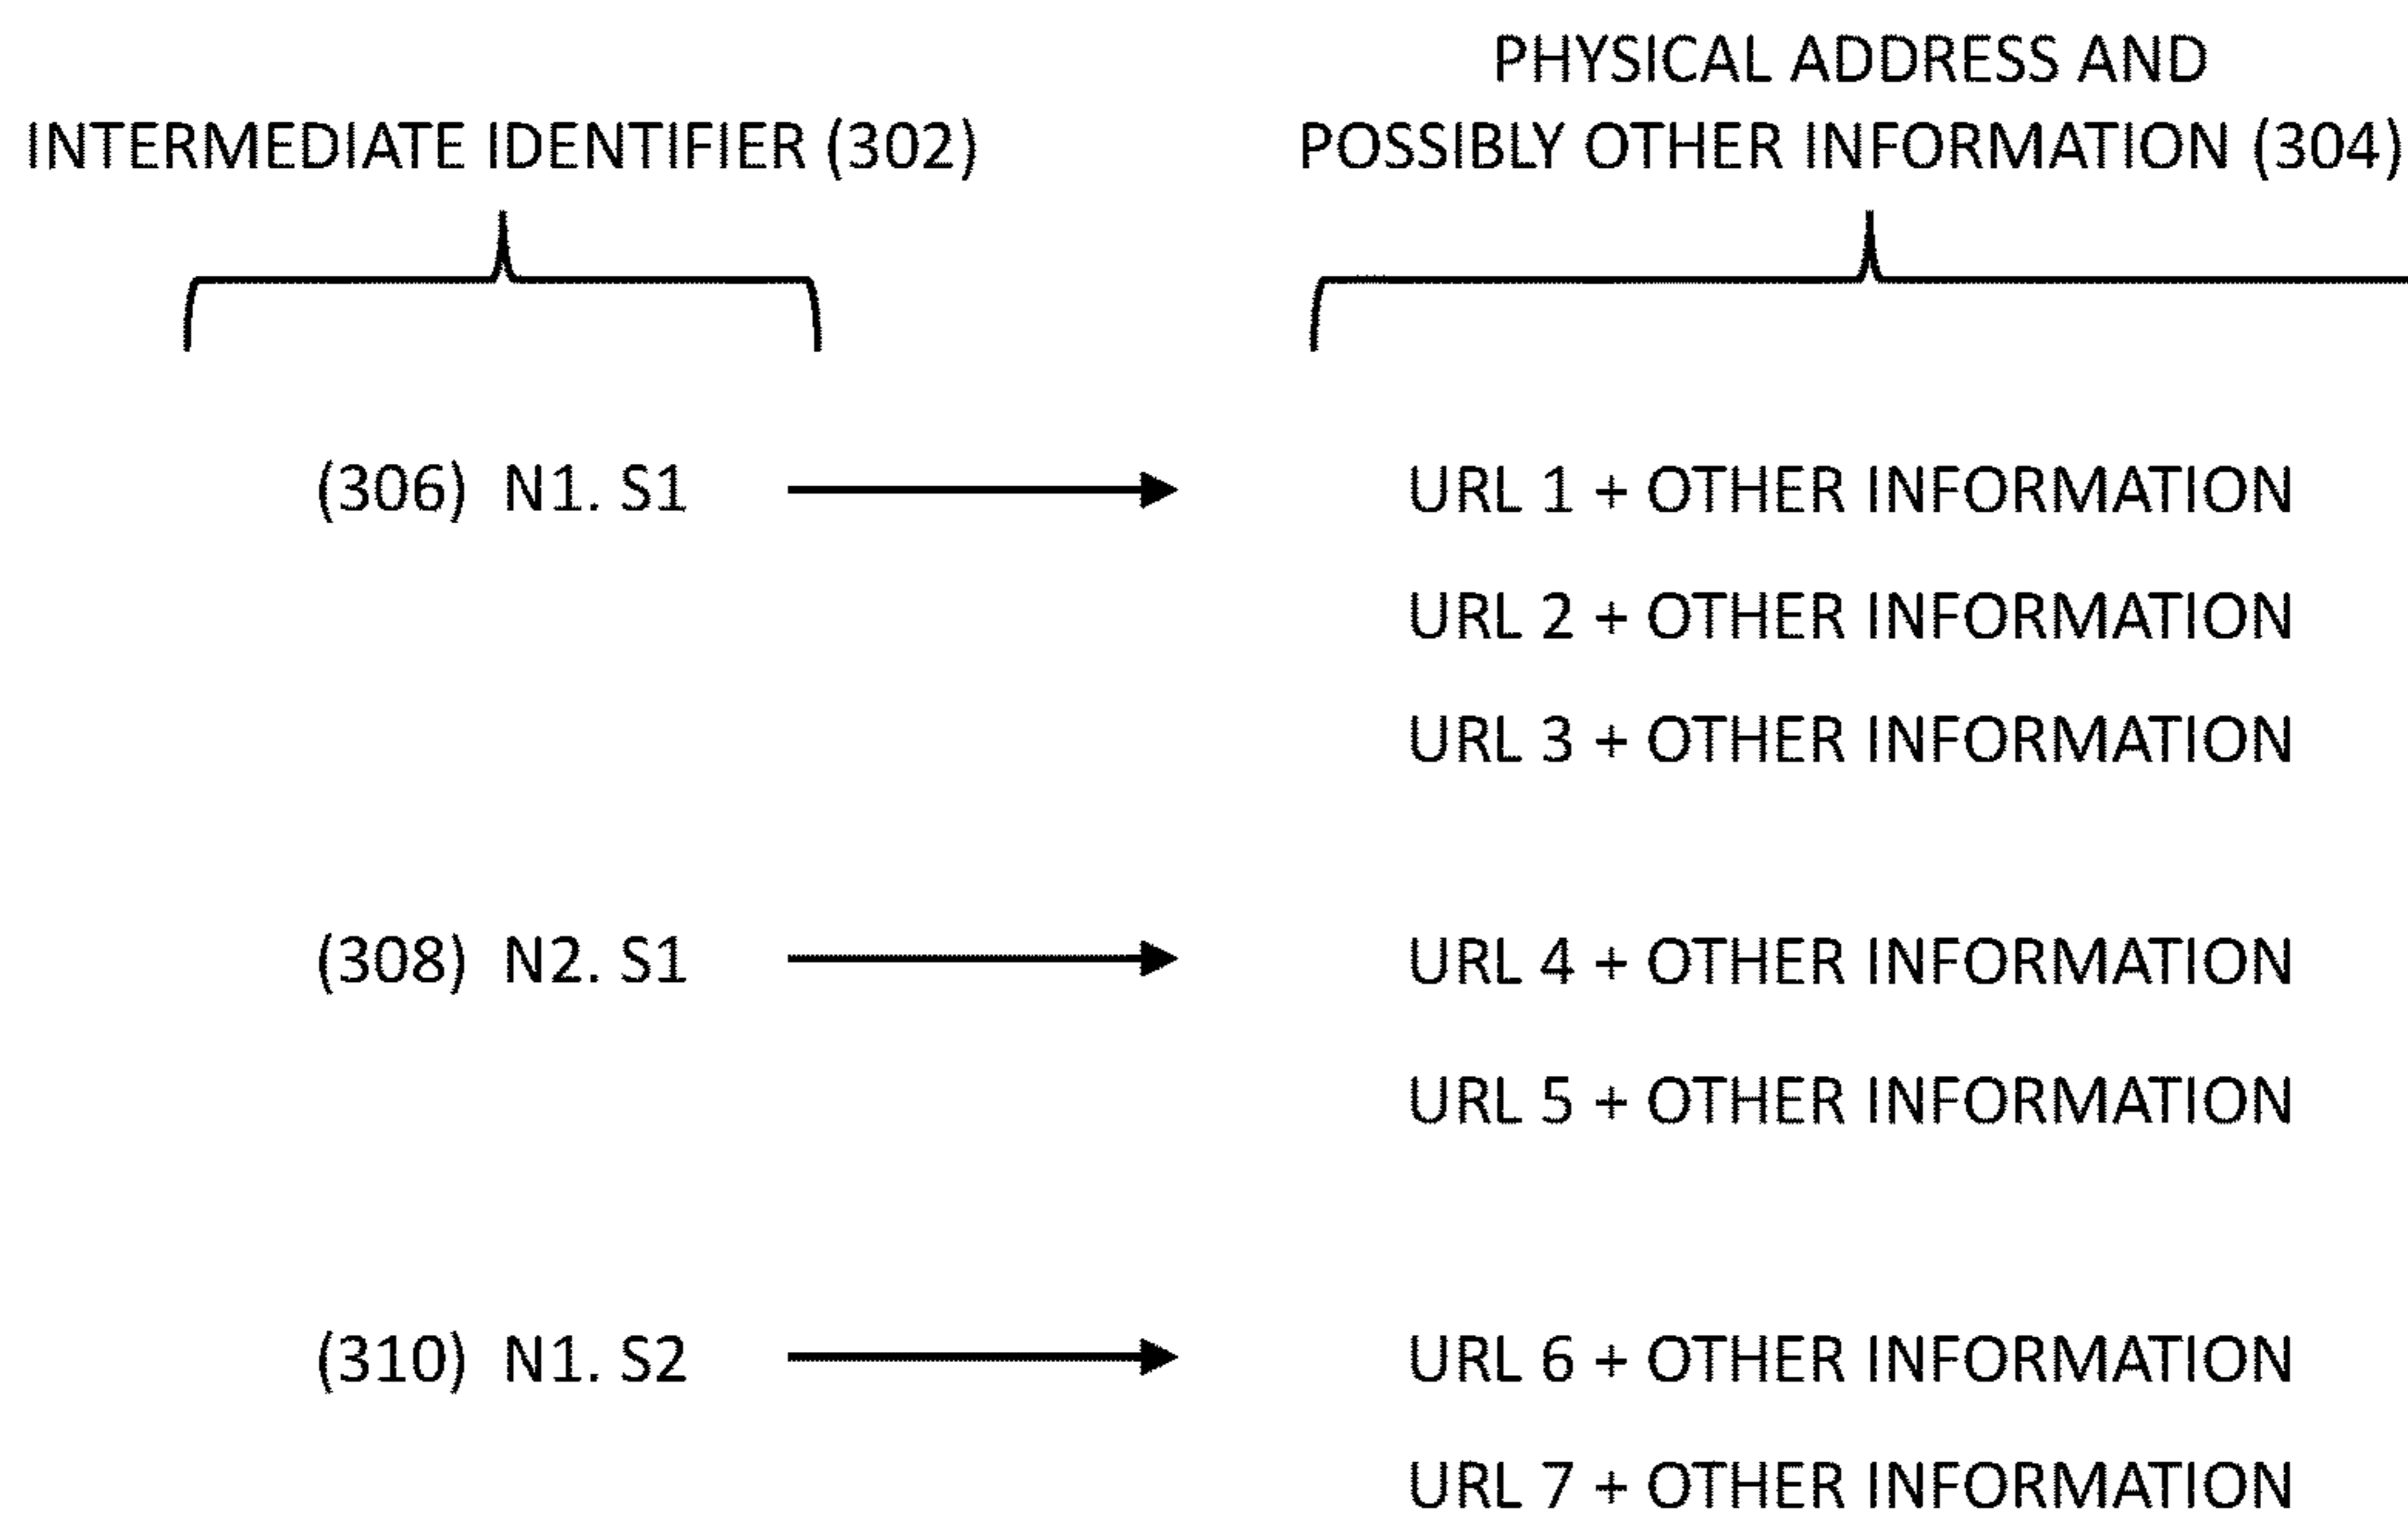 PHYSICAL ADDRESS AND
INTERMEDIATE IDENTIFIER (302)
POSSIBLY OTHER INFORMATION (304)
(306) N1. S1
URL 1 + OTHER INFORMATION
URL 2 + OTHER INFORMATION
URL 3 + OTHER INFORMATION
(308) N2. S1
URL 4 + OTHER INFORMATION
URL 5 + OTHER INFORMATION
(310) N1. S2
URL 6 + OTHER INFORMATION
URL 7 + OTHER INFORMATION